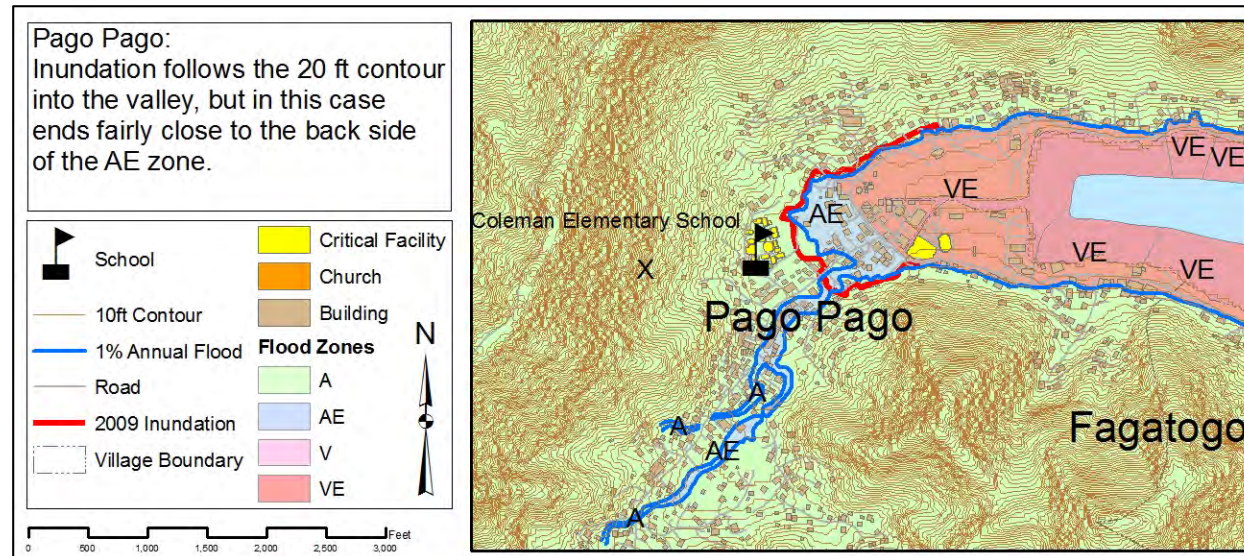 Pago Pago:
Inundation follows the 20 ft contour
into the valley, but in this case
ends fairly close to the back side
of the AE zone.
School
10ft Contour
1% Annual Flood
Road
2009 Inundation
Village Boundary
Critical Facility
Church
Building
Flood Zones
A
AE
V
VE
N
0 500 1,000 1,500 2,000 2,500 3,000
Feet
VE
VE
VE
AE
Coleman Elementary School
VE
VE
X
Pago Pago
A
A
Fagatogo
AE
A